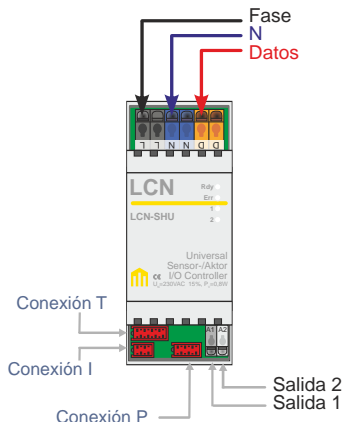 Fase
N
Datos
L L N N D D
LCN
Rdy
Err
1
2
LCN-SHU
Universal
Sensor-/Aktor
I/O Controller
CE
Conexión T
A1 A2
Conexión I
Salida 2
Salida 1
Conexión P